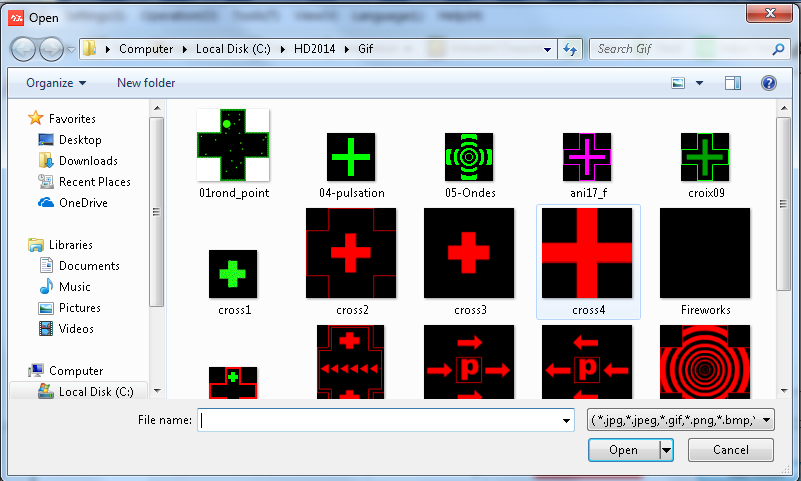 Open
Computer ▸ Local Disk (C:) ▸ HD2014 ▸ Gif
Search Gif
Organize
New folder
Favorites
Desktop
Downloads
Recent Places
OneDrive
Libraries
Documents
Music
Pictures
Videos
Computer
Local Disk (C:)
01rond_point
04-pulsation
05-Ondes
ani17_f
croix09
cross1
cross2
cross3
cross4
Fireworks
p
p
File name:
(*.jpg,*.jpeg,*.gif,*.png,*.bmp,
Open
Cancel